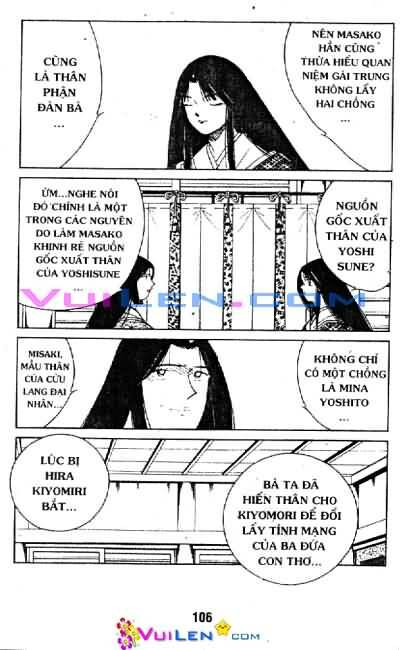 CÙNG
LÀ THÂN
PHẬN
ĐÀN BÀ
...
NÊN MASAKO
HẲN CŨNG
THỪA HIỂU QUAN
NIỆM GÁI TRUNG
KHÔNG LẤY
HAI CHỒNG
...
ỪM...NGHE NÓI
ĐÓ CHÍNH LÀ MỘT
TRONG CÁC NGUYÊN
DO LÀM MASAKO
KHINH RẺ NGUỒN
GỐC XUẤT THÂN
CỦA YOSHISUNE
NGUỒN
GỐC XUẤT
THÂN CỦA
YOSHI
SUNE?
VUILEN.COM
MISAKI,
MẪU THÂN
CỦA CỬU
LANG ĐẠI
NHÂN...
KHÔNG CHỈ
CÓ MỘT CHỒNG
LÀ MINA
YOSHITO
...
LÚC BỊ
HIRA
KIYOMIRI
BẮT...
BÀ TA ĐÃ
HIẾN THÂN CHO
KIYOMORI ĐỂ ĐỔI
LẤY TÍNH MẠNG
CỦA BA ĐỨA
CON THƠ...
106
VUILEN.COM